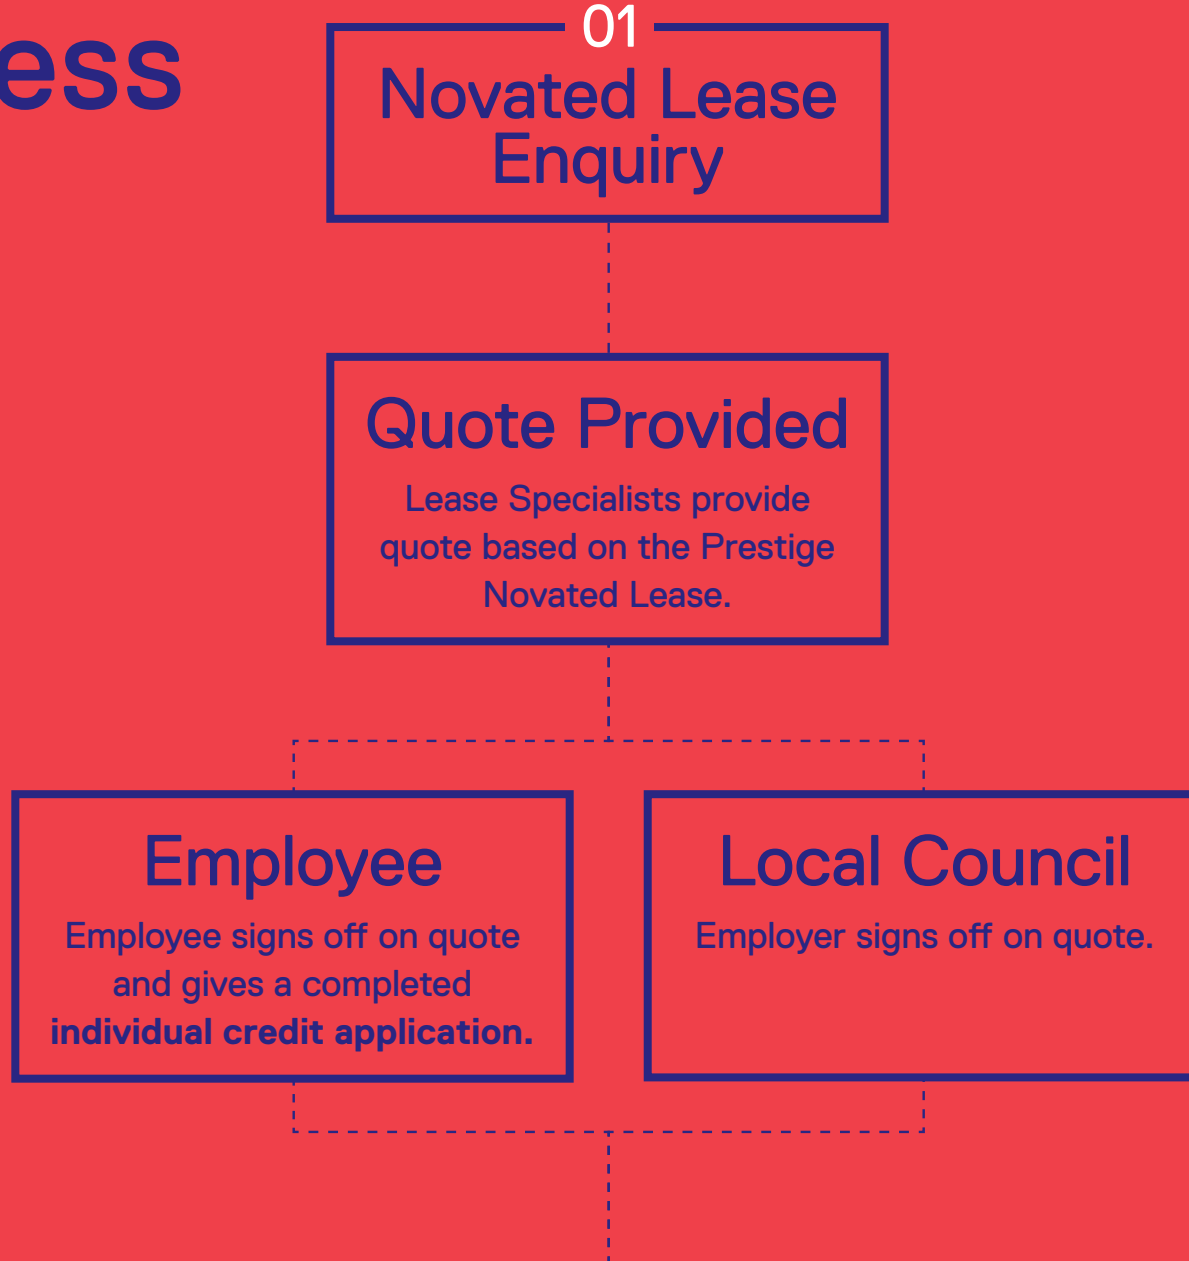 ess
01
Novated Lease
Enquiry
Quote Provided
Lease Specialists provide
quote based on the Prestige
Novated Lease.
Employee
Employee signs off on quote
and gives a completed
individual credit application.
Local Council
Employer signs off on quote.